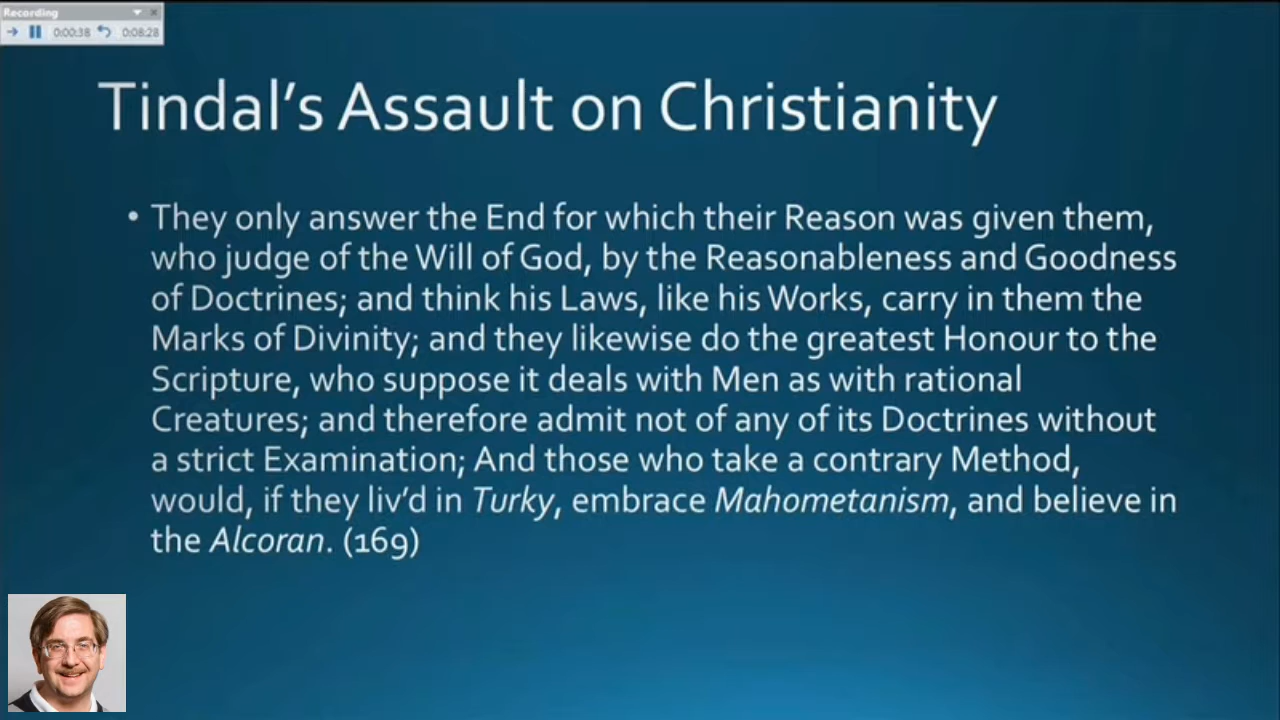 Recording
0:00:38 0:08:28
Tindal’s Assault on Christianity
• They only answer the End for which their Reason was given them,
who judge of the Will of God, by the Reasonableness and Goodness
of Doctrines; and think his Laws, like his Works, carry in them the
Marks of Divinity; and they likewise do the greatest Honour to the
Scripture, who suppose it deals with Men as with rational
Creatures; and therefore admit not of any of its Doctrines without
a strict Examination; And those who take a contrary Method,
would, if they liv’d in Turky, embrace Mahometanism, and believe in
the Alcoran. (169)